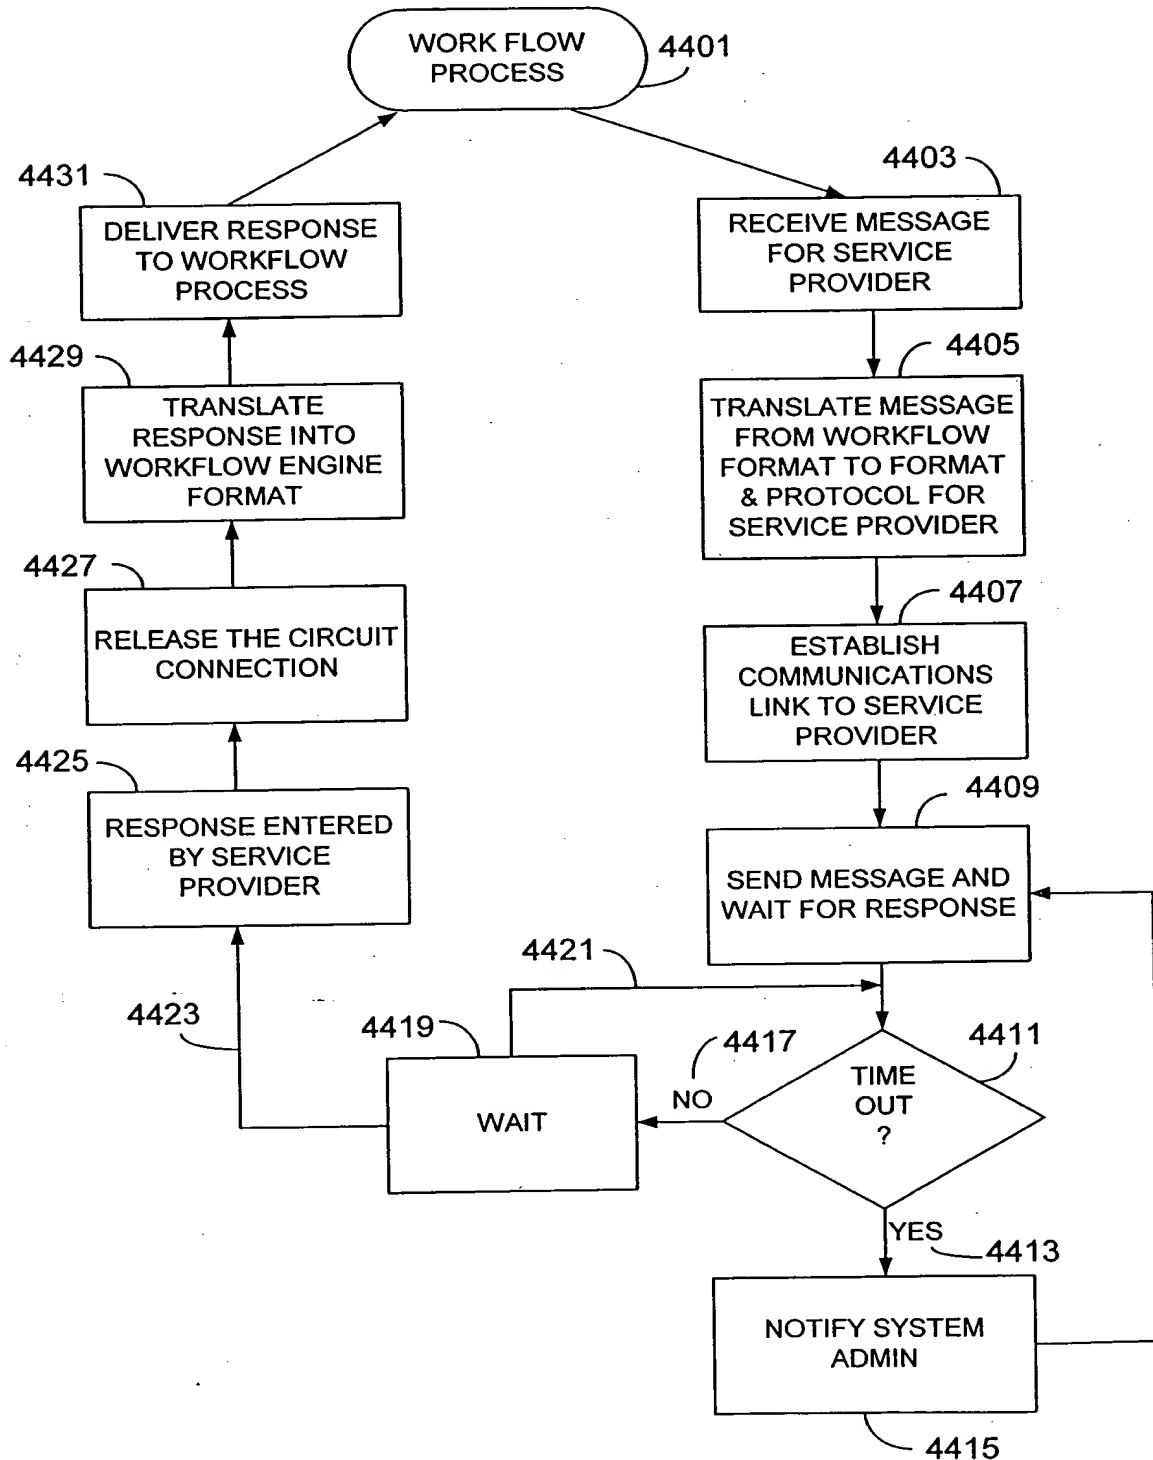 WORK FLOW
PROCESS
4401
4403
RECEIVE MESSAGE
FOR SERVICE
PROVIDER
4405
TRANSLATE MESSAGE
FROM WORKFLOW
FORMAT TO FORMAT
& PROTOCOL FOR
SERVICE PROVIDER
4407
ESTABLISH
COMMUNICATIONS
LINK TO SERVICE
PROVIDER
4409
SEND MESSAGE AND
WAIT FOR RESPONSE
4411
TIME
OUT
?
YES
4413
NOTIFY SYSTEM
ADMIN
4415
4417
NO
4419
WAIT
4421
4423
4425
RESPONSE ENTERED
BY SERVICE
PROVIDER
4427
RELEASE THE CIRCUIT
CONNECTION
4429
TRANSLATE
RESPONSE INTO
WORKFLOW ENGINE
FORMAT
4431
DELIVER RESPONSE
TO WORKFLOW
PROCESS